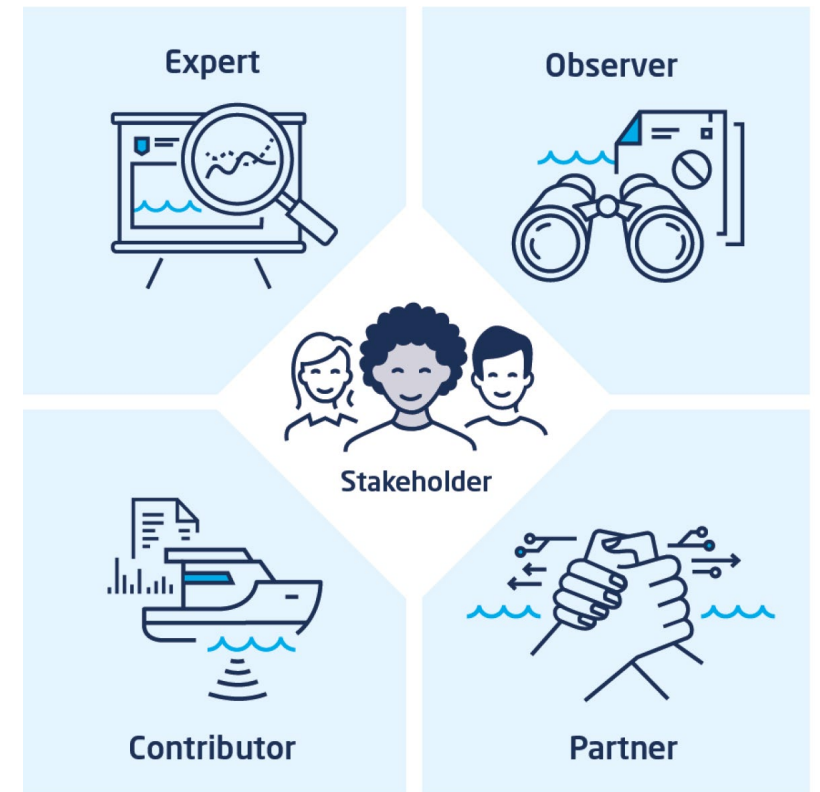 Expert
Observer
Stakeholder
Contributor
Partner